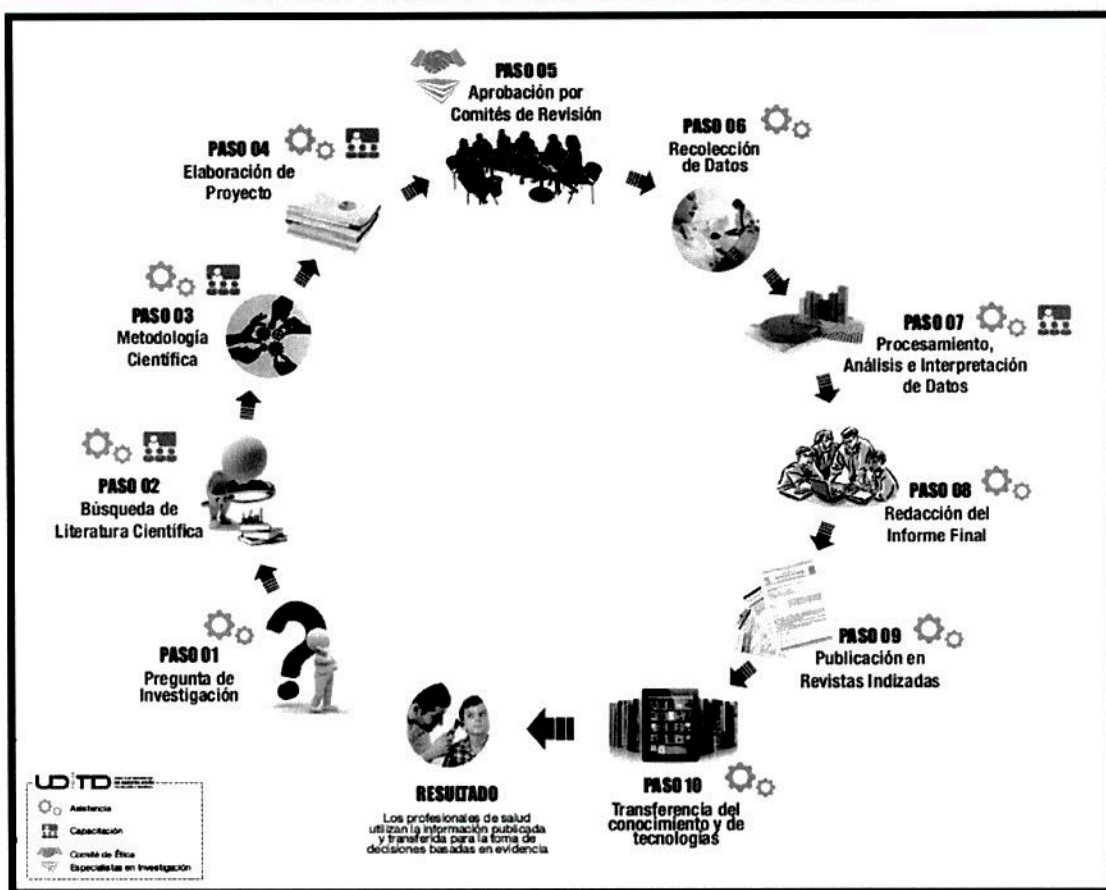 PASO 01
Pregunta de
Investigación
PASO 02
Búsqueda de
Literatura Científica
PASO 03
Metodología
Científica
PASO 04
Elaboración de
Proyecto
PASO 05
Aprobación por
Comités de Revisión
PASO 06
Recolección
de Datos
PASO 07
Procesamiento,
Análisis e Interpretación
de Datos
PASO 08
Redacción del
Informe Final
PASO 09
Publicación en
Revistas Indizadas
PASO 10
Transferencia del
conocimiento y de
tecnologías
RESULTADO
Los profesionales de salud
utilizan la información publicada
y transferida para la toma de
decisiones basadas en evidencia
Asistencia
Capacitación
Comité de Ética
Especialistas en Investigación